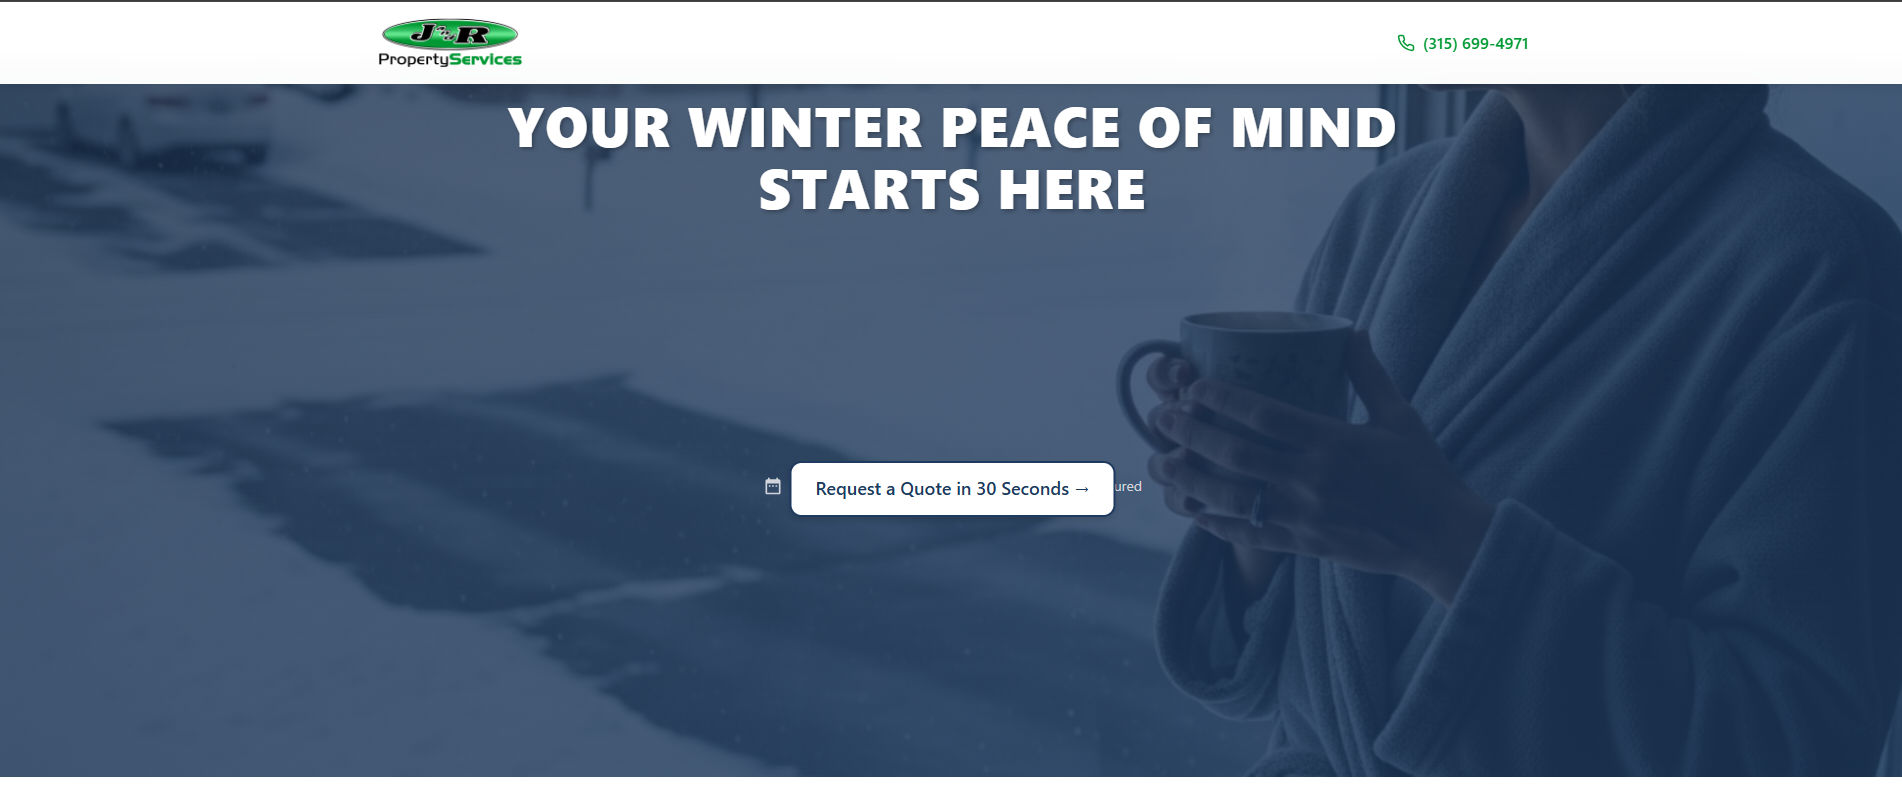 J&R
PropertyServices
(315) 699-4971
YOUR WINTER PEACE OF MIND
STARTS HERE
Request a Quote in 30 Seconds →
ured